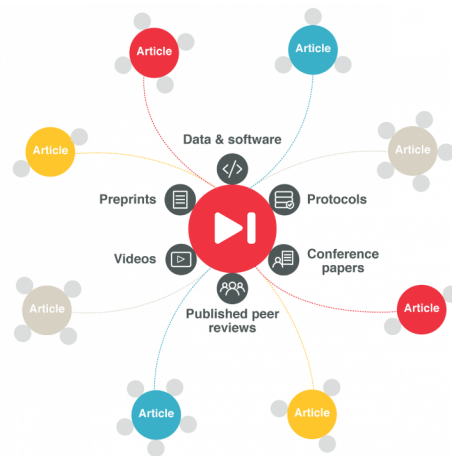 Article
Article
Article
Article
Data & software
</>
Preprints
Protocols
Videos
Conference
papers
Published peer
reviews
Article
Article
Article
Article